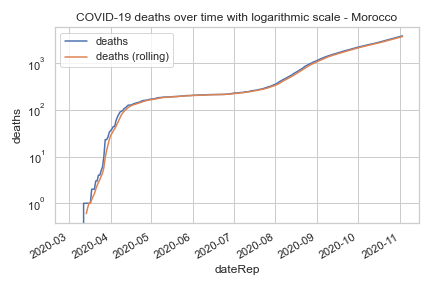 COVID-19 deaths over time with logarithmic scale - Morocco
deaths
deaths (rolling)
10³
10²
10¹
10⁰
deaths
2020-03
2020-04
2020-05
2020-06
2020-07
2020-08
2020-09
2020-10
2020-11
dateRep